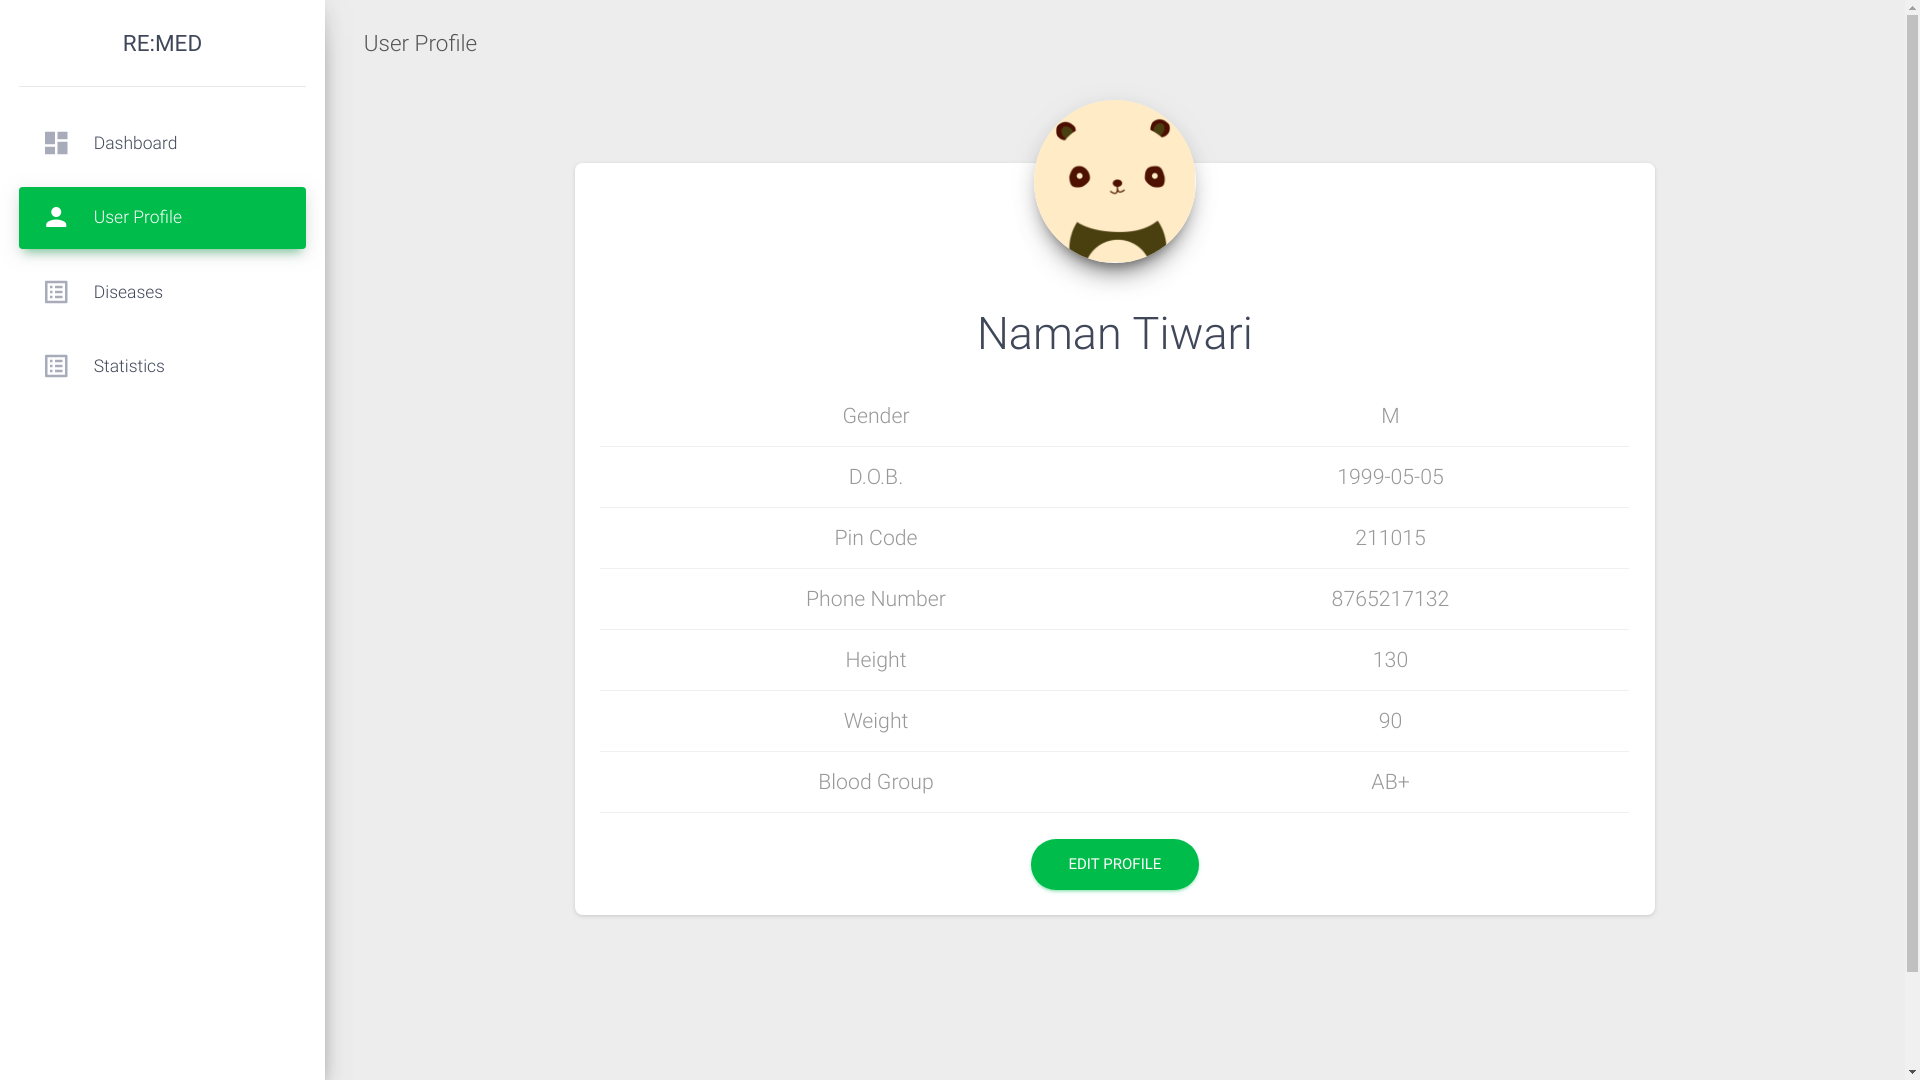 RE:MED
Dashboard
User Profile
Diseases
Statistics
User Profile
Naman Tiwari
Gender M
D.O.B. 1999-05-05
Pin Code 211015
Phone Number 8765217132
Height 130
Weight 90
Blood Group AB+
EDIT PROFILE